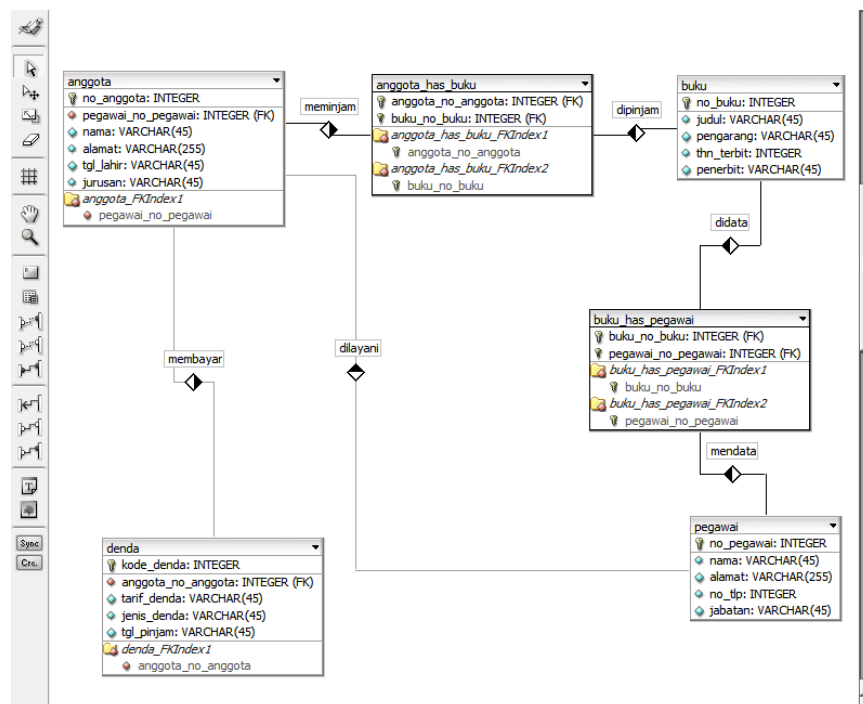 anggota
no_anggota: INTEGER
pegawai_no_pegawai: INTEGER (FK)
nama: VARCHAR(45)
alamat: VARCHAR(255)
tgl_lahir: VARCHAR(45)
jurusan: VARCHAR(45)
anggota_FKIndex1
pegawai_no_pegawai
meminjam
anggota_has_buku
anggota_no_anggota: INTEGER (FK)
buku_no_buku: INTEGER (FK)
anggota_has_buku_FKIndex1
anggota_no_anggota
anggota_has_buku_FKIndex2
buku_no_buku
dipinjam
buku
no_buku: INTEGER
judul: VARCHAR(45)
pengarang: VARCHAR(45)
thn_terbit: INTEGER
penerbit: VARCHAR(45)
didata
buku_has_pegawai
buku_no_buku: INTEGER (FK)
pegawai_no_pegawai: INTEGER (FK)
buku_has_pegawai_FKIndex1
buku_no_buku
buku_has_pegawai_FKIndex2
pegawai_no_pegawai
membayar
dilayani
mendata
denda
kode_denda: INTEGER
anggota_no_anggota: INTEGER (FK)
tarif_denda: VARCHAR(45)
jenis_denda: VARCHAR(45)
tgl_pinjam: VARCHAR(45)
denda_FKIndex1
anggota_no_anggota
pegawai
no_pegawai: INTEGER
nama: VARCHAR(45)
alamat: VARCHAR(255)
no_tlp: INTEGER
jabatan: VARCHAR(45)
Sync
Cre.